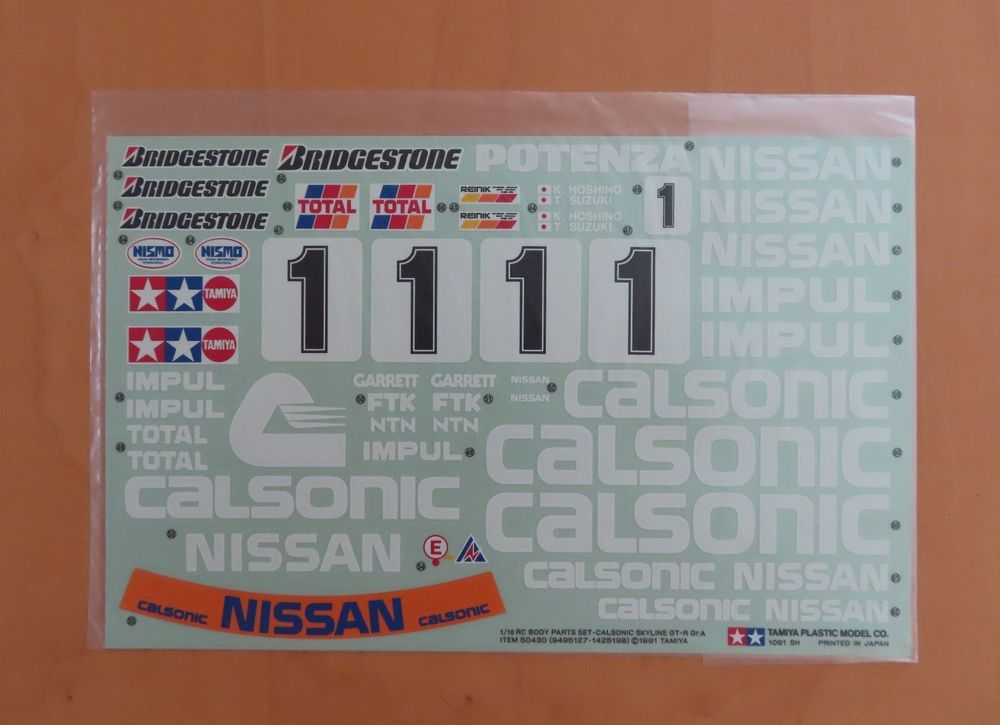 BRIDGESTONE BRIDGESTONE POTENZA NISSAN
BRIDGESTONE TOTAL TOTAL REINIK K. HOSHINO 1 NISSAN
T. SUZUKI
BRIDGESTONE REINIK K. HOSHINO
T. SUZUKI
NISMO NISMO 1 1 1 1 NISSAN
TAMIYA IMPUL
TAMIYA IMPUL
IMPUL GARRETT GARRETT NISSAN CALSONIC
IMPUL FTK FTK NISSAN
TOTAL NTN NTN CALSONIC
TOTAL IMPUL
CALSONIC CALSONIC
NISSAN E
CALSONIC NISSAN
CALSONIC NISSAN CALSONIC CALSONIC NISSAN
1/10 RC BODY PARTS SET-CALSONIC SKYLINE GT-R Gr.A TAMIYA PLASTIC MODEL CO.
ITEM 50430 (9495127-1425198) ©1991 TAMIYA 1091 SH PRINTED IN JAPAN